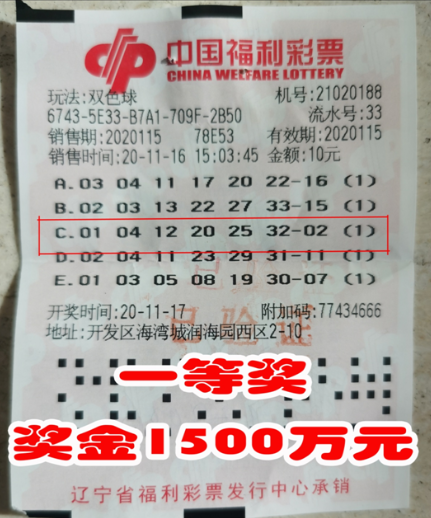 中国福利彩票
CHINA WELFARE LOTTERY
玩法:双色球 机号:21020188
6743-5E33-B7A1-709F-2B50 流水号:33
销售期:2020115 78E53 有效期:2020115
销售时间:20-11-16 15:03:45 金额:10元
A.03 04 11 17 20 22-16 (1)
B.02 03 13 22 27 33-15 (1)
C.01 04 12 20 25 32-02 (1)
D.02 04 11 23 29 31-11 (1)
E.01 03 05 08 19 30-07 (1)
开奖时间:20-11-17 附加码:77434666
地址:开发区海湾城润海园西区2-10
一等奖
奖金1500万元
辽宁省福利彩票发行中心承销